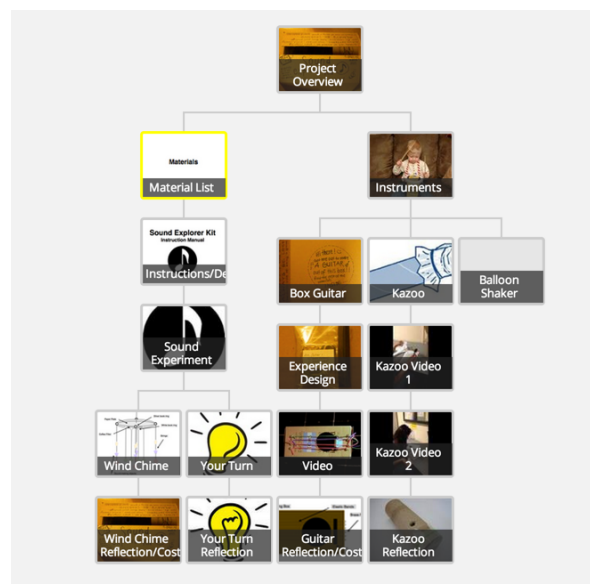 Project
Overview
Materials
Material List
Instruments
Sound Explorer Kit
Instruction Manual
Instructions/De
Box Guitar
Kazoo
Balloon
Shaker
Sound
Experiment
Experience
Design
Kazoo Video
1
Wind Chime
Your Turn
Video
Kazoo Video
2
Wind Chime
Reflection/Cost
Your Turn
Reflection
Guitar
Reflection/Cost
Kazoo
Reflection